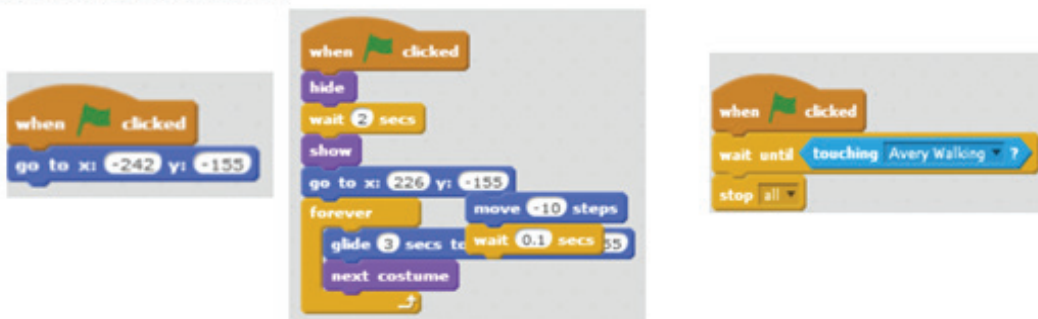 when clicked
go to x: -242 y: -155
when clicked
hide
wait 2 secs
show
go to x: 226 y: -155
forever
move -10 steps
glide 3 secs to
wait 0.1 secs
55
next costume
when clicked
wait until touching Avery Walking ?
stop all